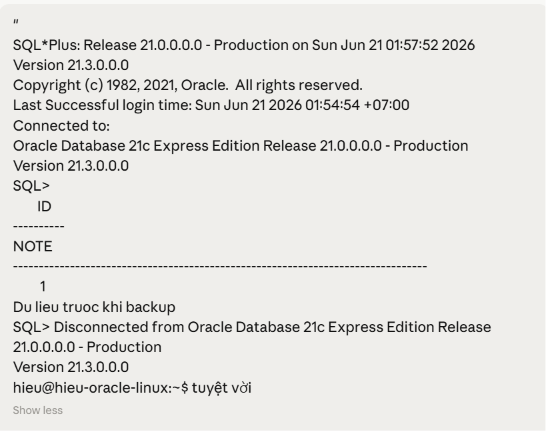 "
SQL*Plus: Release 21.0.0.0.0 - Production on Sun Jun 21 01:57:52 2026
Version 21.3.0.0.0
Copyright (c) 1982, 2021, Oracle.  All rights reserved.
Last Successful login time: Sun Jun 21 2026 01:54:54 +07:00
Connected to:
Oracle Database 21c Express Edition Release 21.0.0.0.0 - Production
Version 21.3.0.0.0
SQL>
ID
----------
NOTE
--------------------------------------------------------------------------------
1
Du lieu truoc khi backup
SQL> Disconnected from Oracle Database 21c Express Edition Release
21.0.0.0.0 - Production
Version 21.3.0.0.0
hieu@hieu-oracle-linux:~$ tuyệt vời
Show less